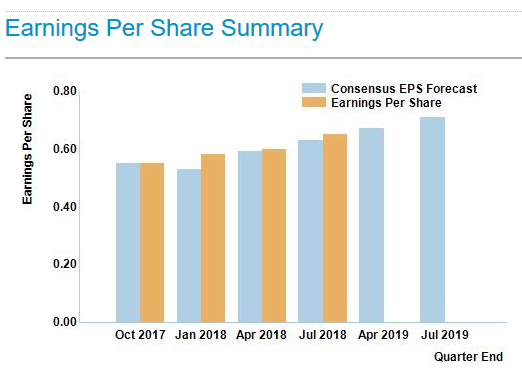 Earnings Per Share Summary
Consensus EPS Forecast
Earnings Per Share
Earnings Per Share
0.80
0.60
0.40
0.20
0.00
Oct 2017 Jan 2018 Apr 2018 Jul 2018 Apr 2019 Jul 2019
Quarter End